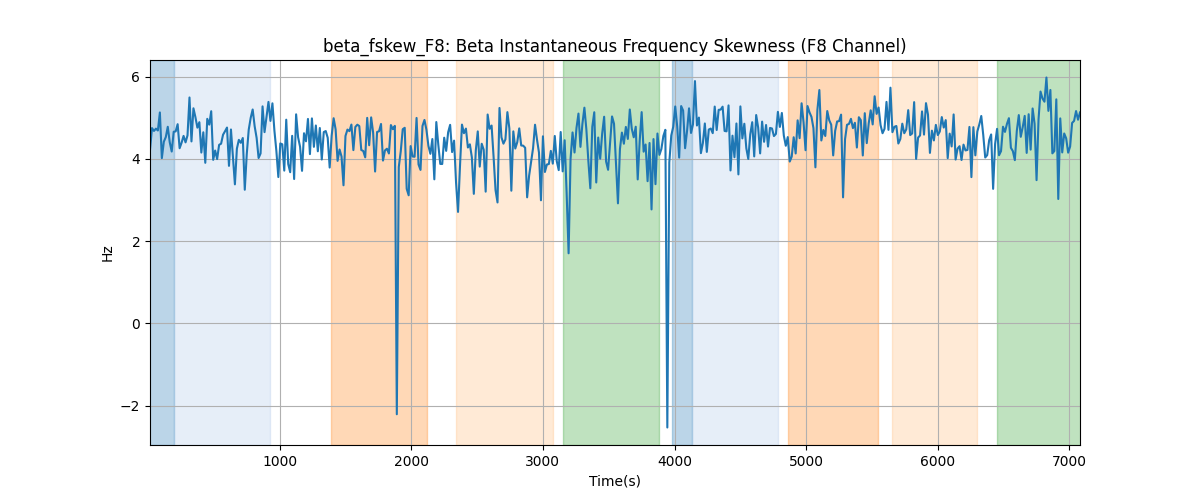 beta_fskew_F8: Beta Instantaneous Frequency Skewness (F8 Channel)
6
4
2
0
−2
Hz
1000 2000 3000 4000 5000 6000 7000
Time(s)